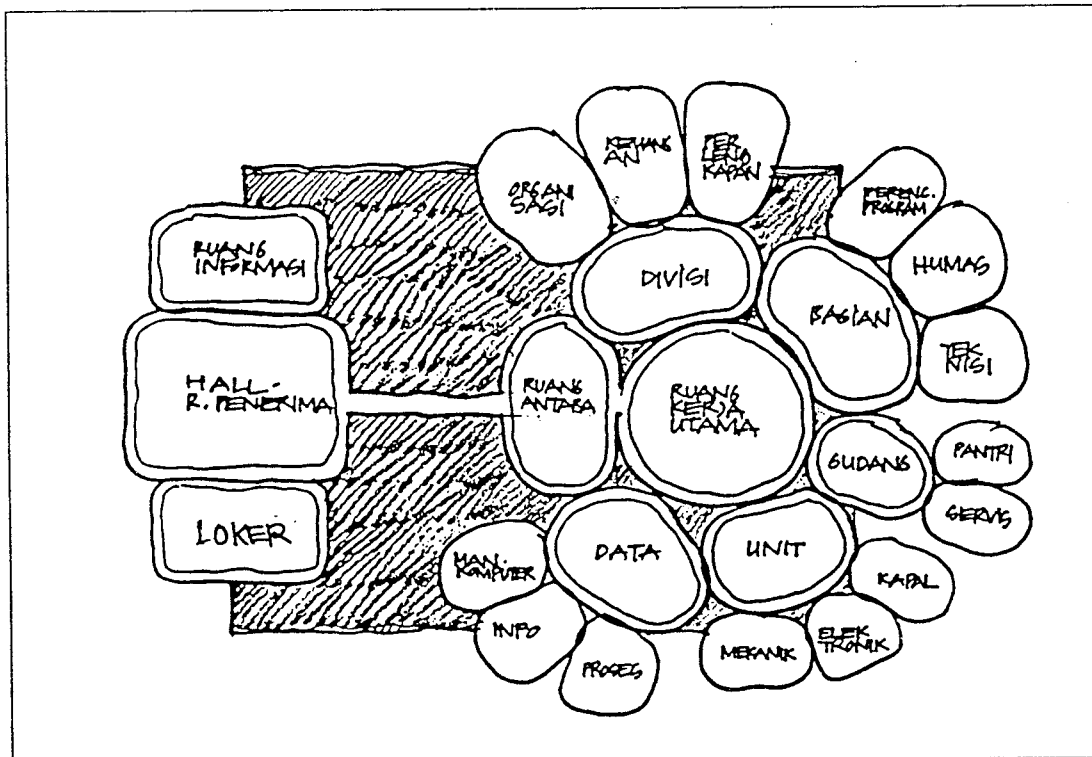 RUANG
INFORMASI
HALL-
R. PENERIMA
LOKER
ORGANI
SASI
KEUANG
AN
PER
LENG
KAPAN
PERENC.
PROGRAM
HUMAS
TEK
NISI
DIVISI
BAGIAN
RUANG
ANTARA
RUANG
KERJA
UTAMA
GUDANG
PANTRI
SERVIS
DATA
UNIT
MAN.
KOMPUTER
INFO
PROSES
MEKANIK
ELEK
TRONIK
KAPAL